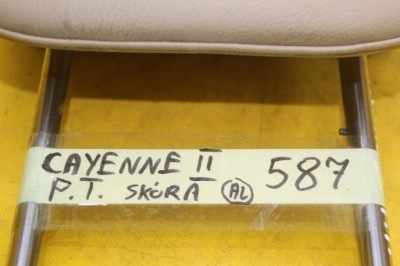 CAYENNE II 587
P.T. SKÓRA AL